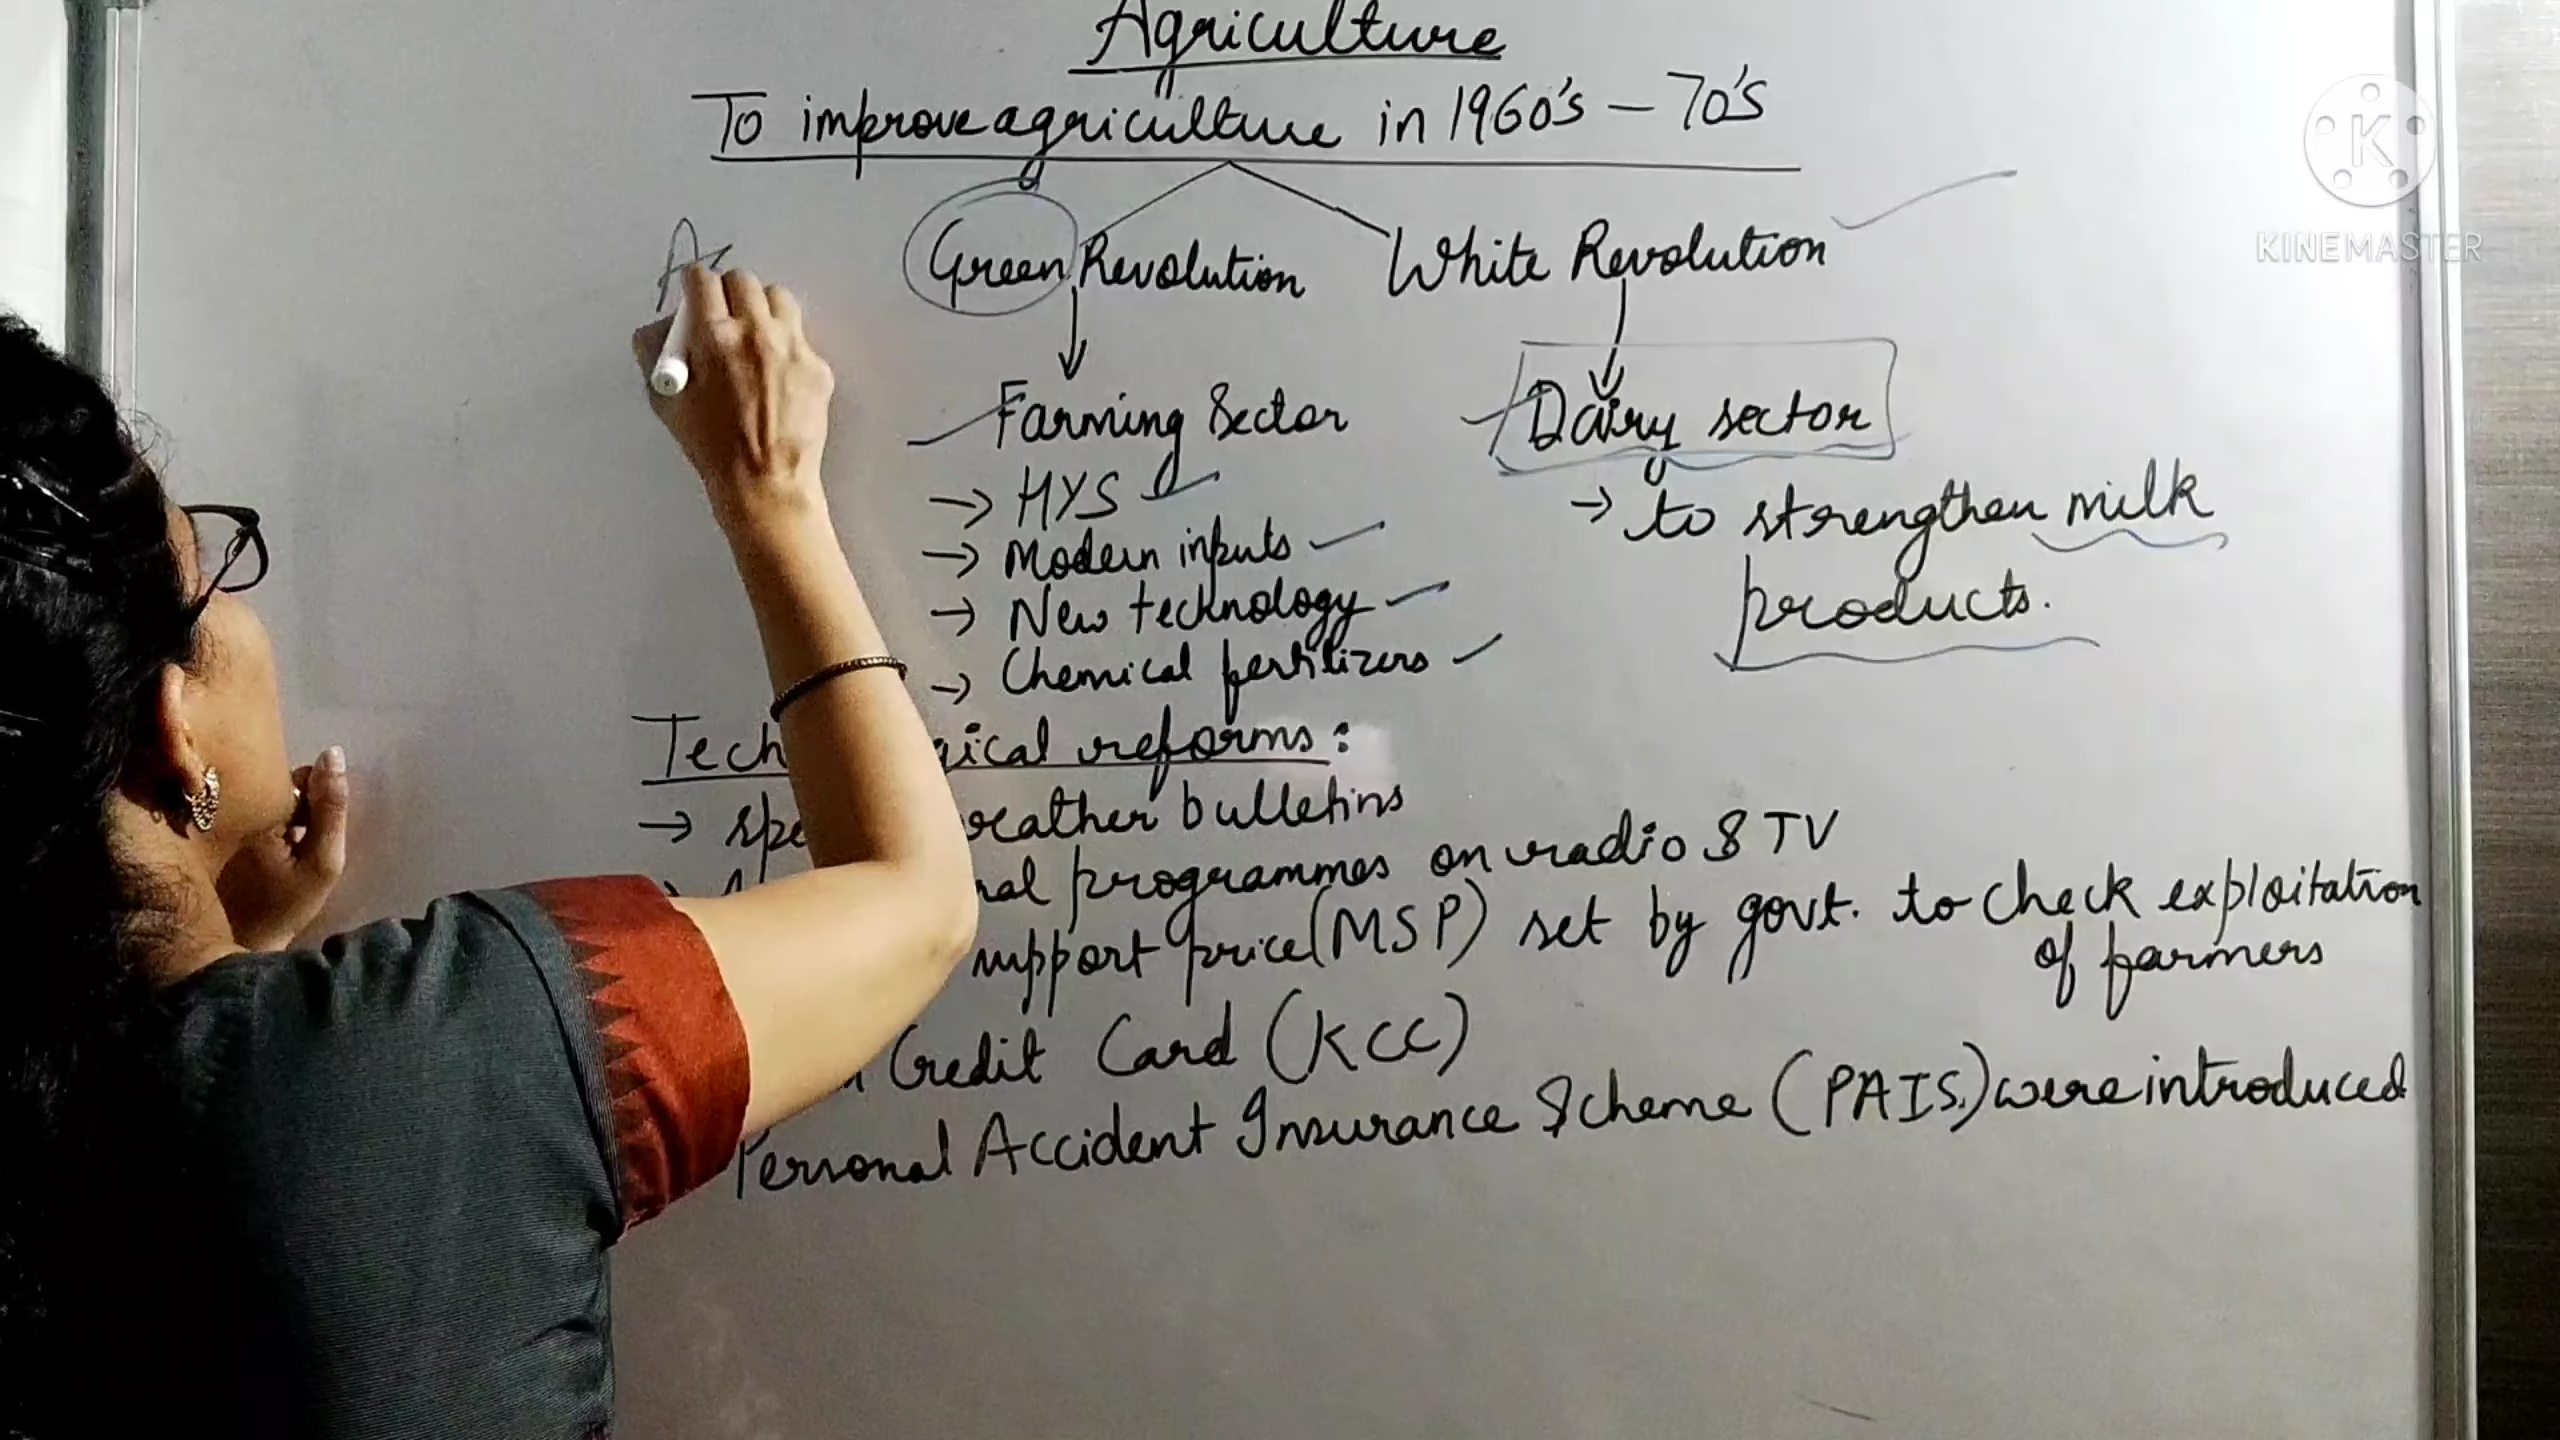 Agriculture
To improve agriculture in 1960's - 70's
Green Revolution White Revolution
Farming Sector Dairy sector
→ HYS → to strengthen milk
→ Modern inputs products.
→ New technology
→ Chemical fertilizers
reforms:
→ weather bulletins
programmes on radio & TV
support price (MSP) set by govt. to check exploitation
of farmers
Credit Card (KCC)
Personal Accident Insurance Scheme (PAIS.) were introduced
K
KINEMASTER